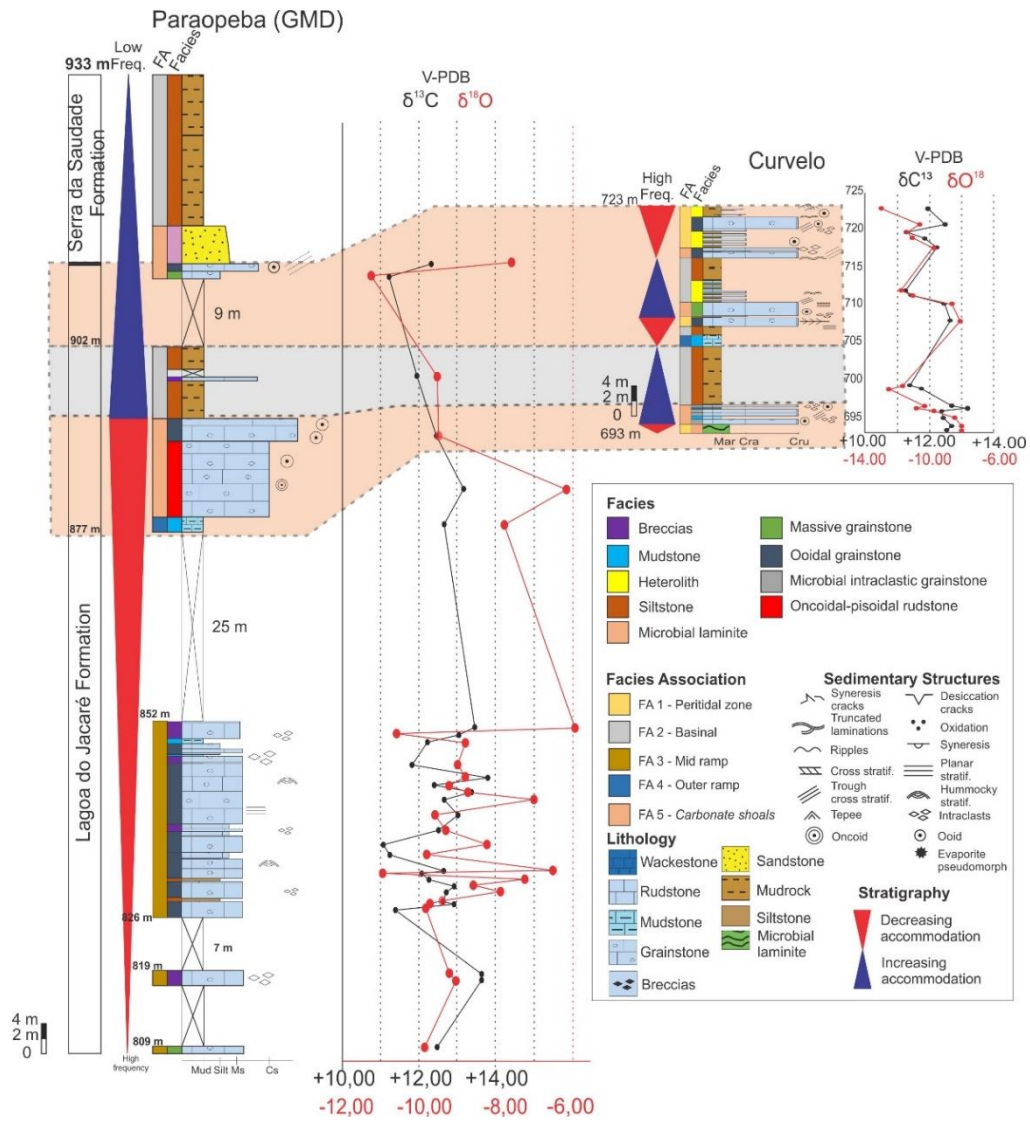 Paraopeba (GMD)
Low
Freq.
FA
Facies
933 m
Serra da Saudade
Formation
V-PDB
δ¹³C
δ¹⁸O
Curvelo
High
Freq.
FA
Facies
723 m
V-PDB
δC¹³
δO¹⁸
725
720
715
710
705
700
695
693 m
+10,00
+12,00
+14,00
-14.00
-10.00
-6.00
Mar Cra
Cru
4 m
2 m
0
9 m
902 m
877 m
25 m
Lagoa do Jacaré Formation
852 m
826 m
7 m
819 m
809 m
4 m
2 m
0
High
frequency
Mud Silt Ms
Cs
+10,00
+12,00
+14,00
-12,00
-10,00
-8,00
-6,00
Facies
Breccias
Mudstone
Heterolith
Siltstone
Microbial laminite
Massive grainstone
Ooidal grainstone
Microbial intraclastic grainstone
Oncoidal-pisoidal rudstone
Facies Association
FA 1 - Peritidal zone
FA 2 - Basinal
FA 3 - Mid ramp
FA 4 - Outer ramp
FA 5 - Carbonate shoals
Sedimentary Structures
Syneresis
cracks
Truncated
laminations
Ripples
Cross stratif.
Trough
cross stratif.
Tepee
Oncoid
Desiccation
cracks
Oxidation
Syneresis
Planar
stratif.
Hummocky
stratif.
Intraclasts
Ooid
Evaporite
pseudomorph
Lithology
Wackestone
Rudstone
Mudstone
Grainstone
Breccias
Sandstone
Mudrock
Siltstone
Microbial
laminite
Stratigraphy
Decreasing
accommodation
Increasing
accommodation